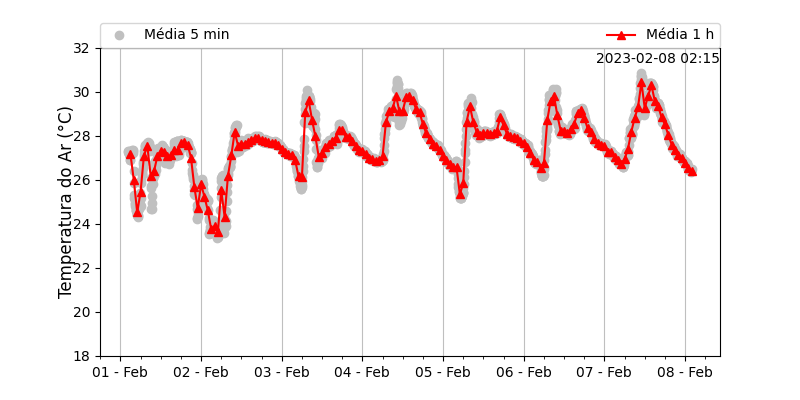 Média 5 min
Média 1 h
2023-02-08 02:15
Temperatura do Ar (°C)
32
30
28
26
24
22
20
18
01 - Feb
02 - Feb
03 - Feb
04 - Feb
05 - Feb
06 - Feb
07 - Feb
08 - Feb